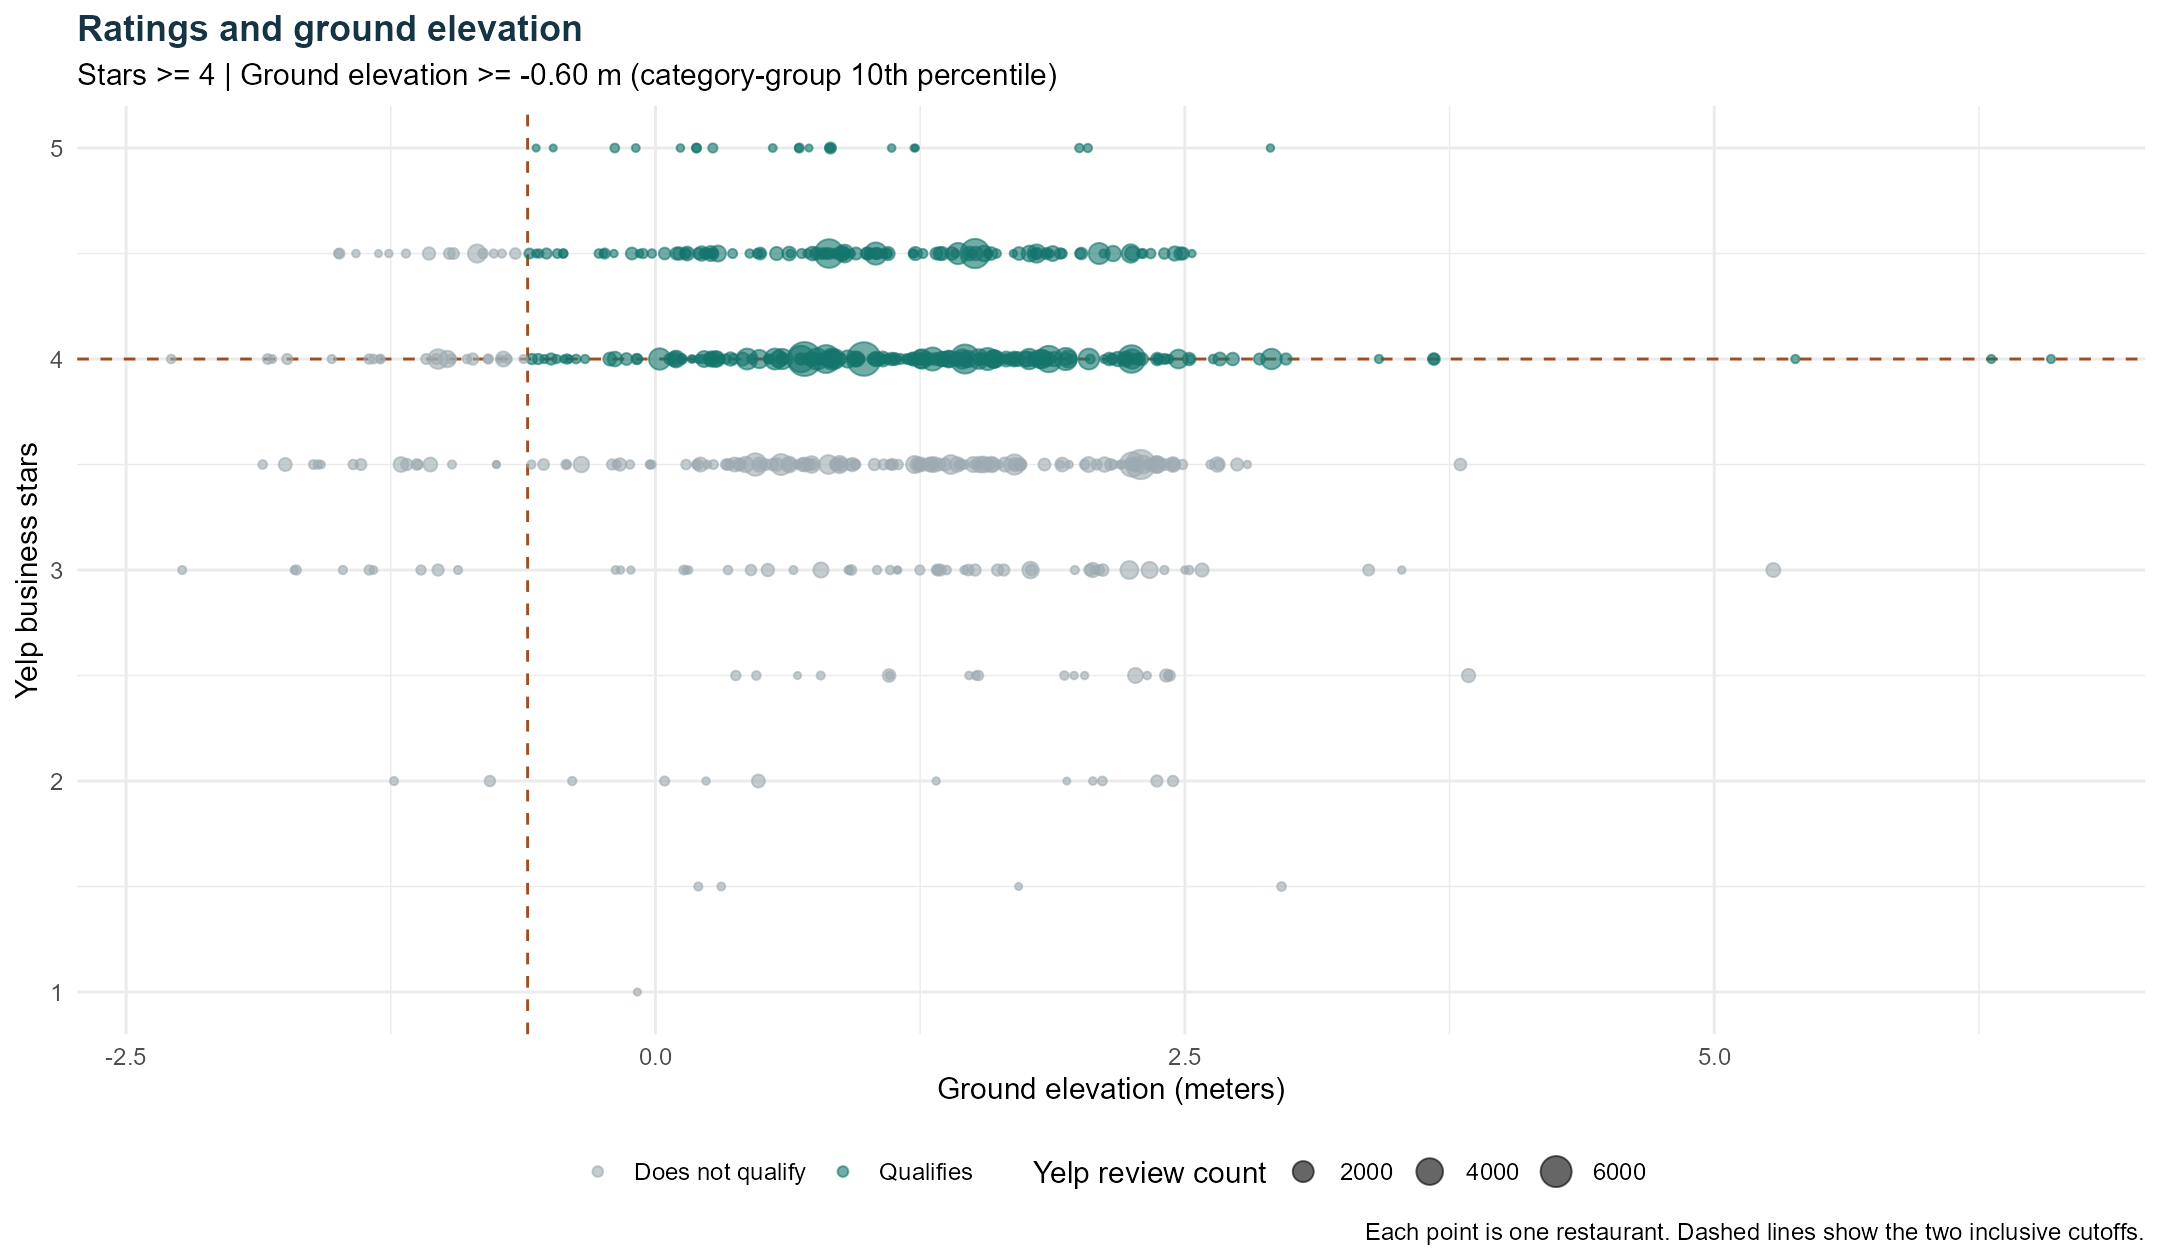 Ratings and ground elevation
Stars >= 4 | Ground elevation >= -0.60 m (category-group 10th percentile)
Yelp business stars
5
4
3
2
1
-2.5
0.0
2.5
5.0
Ground elevation (meters)
Does not qualify
Qualifies
Yelp review count
2000
4000
6000
Each point is one restaurant. Dashed lines show the two inclusive cutoffs.